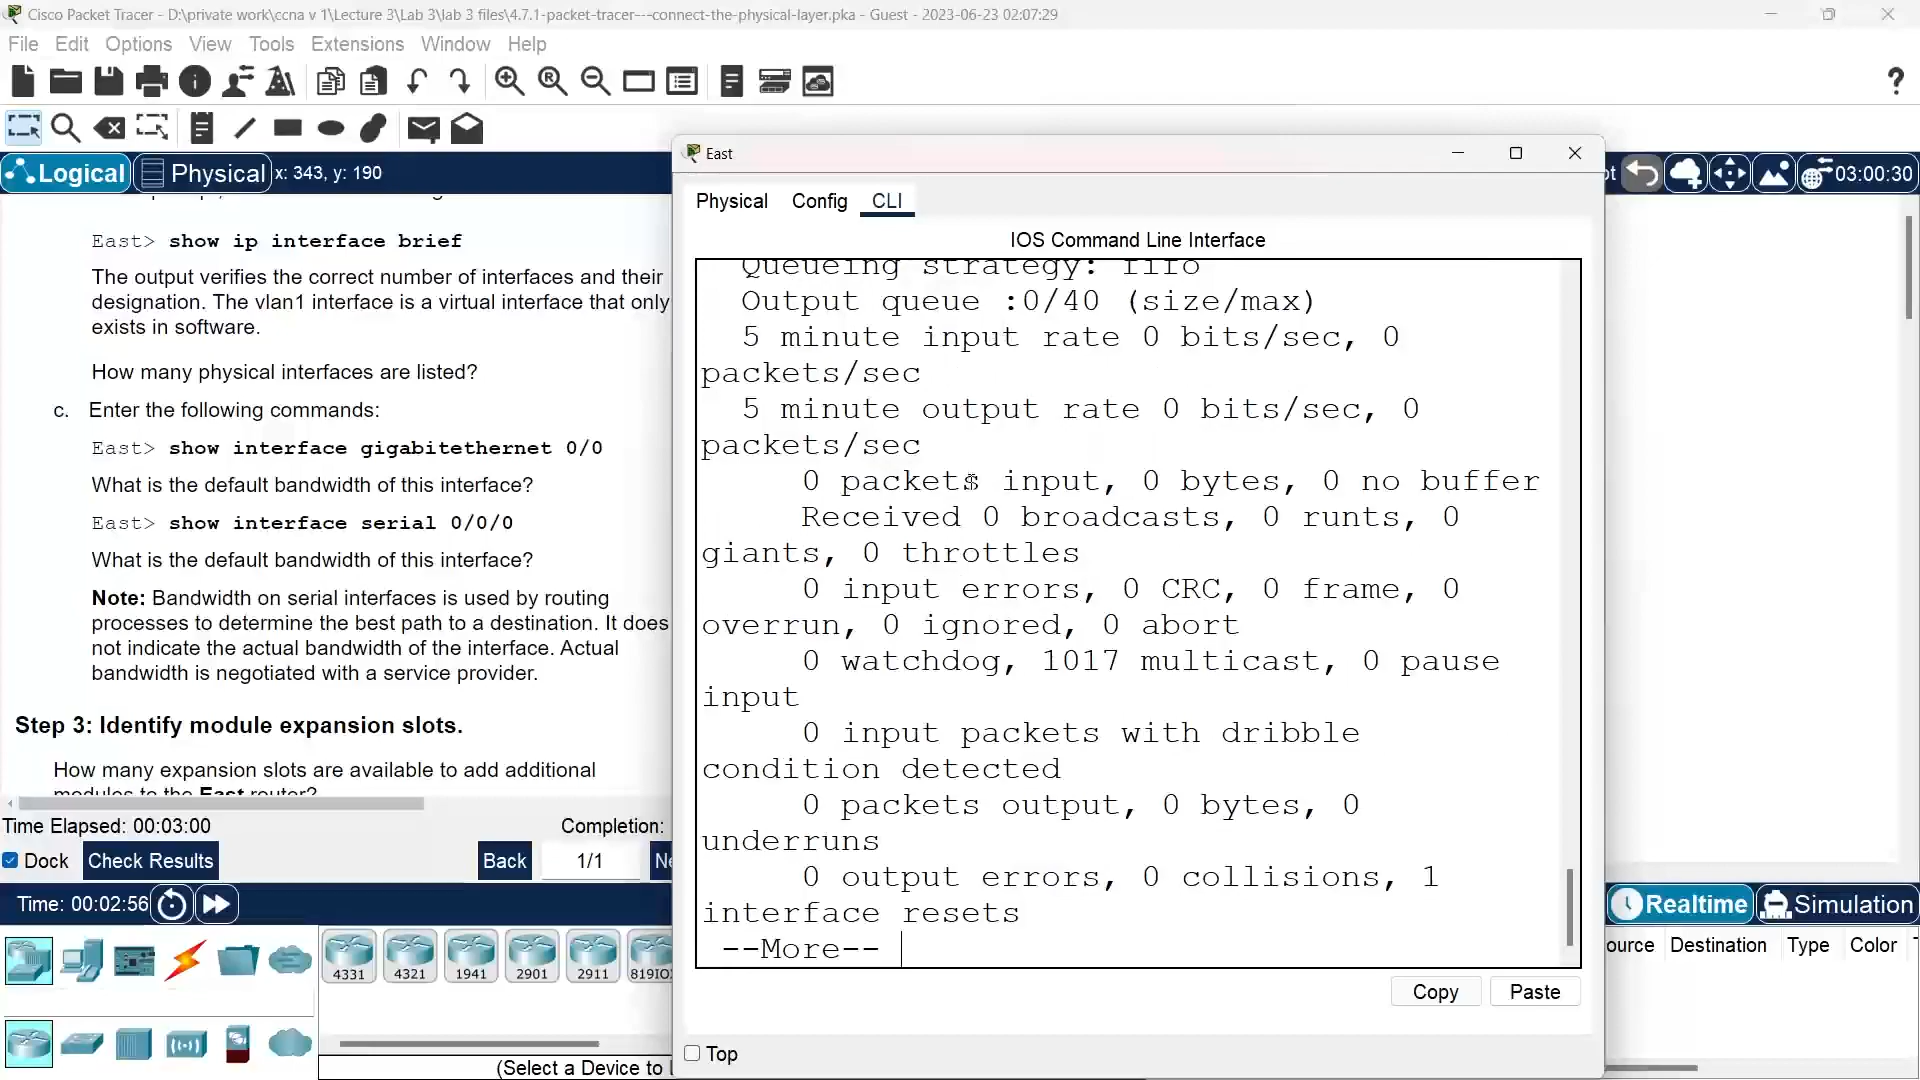 Cisco Packet Tracer - D:\private work\ccna v 1\Lecture 3\Lab 3\lab 3 files\4.7.1-packet-tracer---connect-the-physical-layer.pka - Guest - 2023-06-23 02:07:29
File Edit Options View Tools Extensions Window Help
?
Logical Physical x: 343, y: 190
03:00:30
East> show ip interface brief
The output verifies the correct number of interfaces and their
designation. The vlan1 interface is a virtual interface that only
exists in software.
How many physical interfaces are listed?
c. Enter the following commands:
East> show interface gigabitethernet 0/0
What is the default bandwidth of this interface?
East> show interface serial 0/0/0
What is the default bandwidth of this interface?
Note: Bandwidth on serial interfaces is used by routing
processes to determine the best path to a destination. It does
not indicate the actual bandwidth of the interface. Actual
bandwidth is negotiated with a service provider.
Step 3: Identify module expansion slots.
How many expansion slots are available to add additional
modules to the East router?
Time Elapsed: 00:03:00 Completion:
Dock Check Results Back 1/1
Time: 00:02:56
4331 4321 1941 2901 2911 819IO
(Select a Device to
East
Physical Config CLI
IOS Command Line Interface
Queueing strategy: fifo
Output queue :0/40 (size/max)
5 minute input rate 0 bits/sec, 0
packets/sec
5 minute output rate 0 bits/sec, 0
packets/sec
0 packets input, 0 bytes, 0 no buffer
Received 0 broadcasts, 0 runts, 0
giants, 0 throttles
0 input errors, 0 CRC, 0 frame, 0
overrun, 0 ignored, 0 abort
0 watchdog, 1017 multicast, 0 pause
input
0 input packets with dribble
condition detected
0 packets output, 0 bytes, 0
underruns
0 output errors, 0 collisions, 1
interface resets
--More--
Copy Paste
Top
Realtime Simulation
ource Destination Type Color